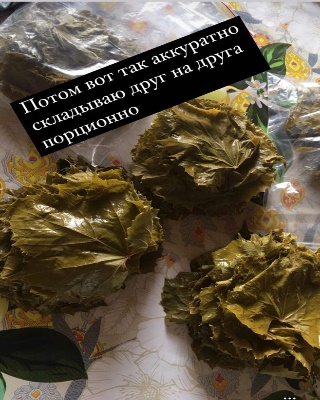 Потом вот так аккуратно
складываю друг на друга
порционно